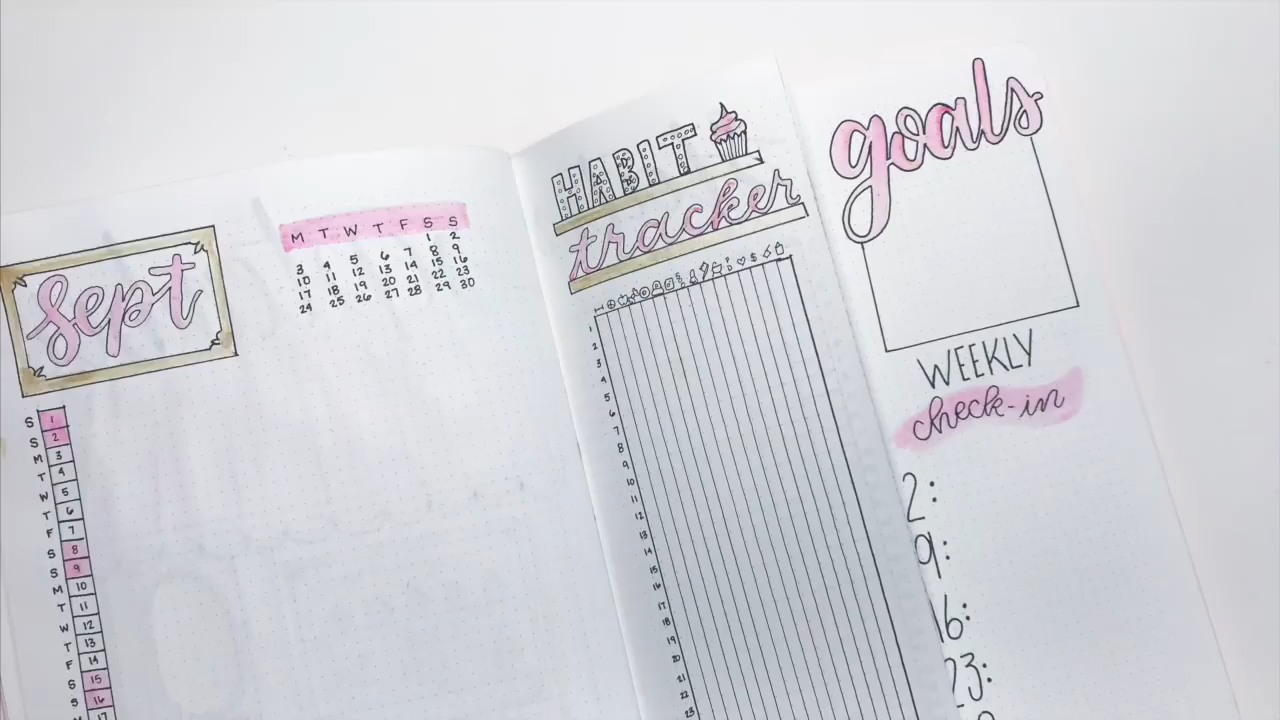 Sept
M T W T F S S
1 2
3 4 5 6 7 8 9
10 11 12 13 14 15 16
17 18 19 20 21 22 23
24 25 26 27 28 29 30
S 1
S 2
M 3
T 4
W 5
T 6
F 7
S 8
S 9
M 10
T 11
W 12
T 13
F 14
S 15
S 16
17
HABIT
tracker
1
2
3
4
5
6
7
8
9
10
11
12
13
14
15
16
17
18
19
20
21
22
23
goals
WEEKLY
check-in
2:
9:
16:
23: